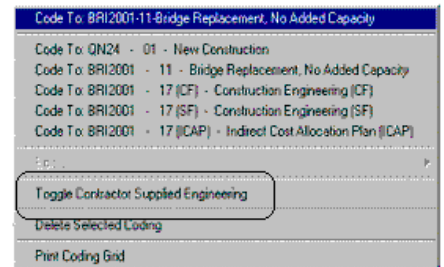 Code To: BRI2001-11-Bridge Replacement, No Added Capacity
Code To: QN24 - 01 - New Construction
Code To: BRI2001 - 11 - Bridge Replacement, No Added Capacity
Code To: BRI2001 - 17 (CF) - Construction Engineering (CF)
Code To: BRI2001 - 17 (SF) - Construction Engineering (SF)
Code To: BRI2001 - 17 (ICAP) - Indirect Cost Allocation Plan (ICAP)
Toggle Contractor Supplied Engineering
Delete Selected Coding
Print Coding Grid